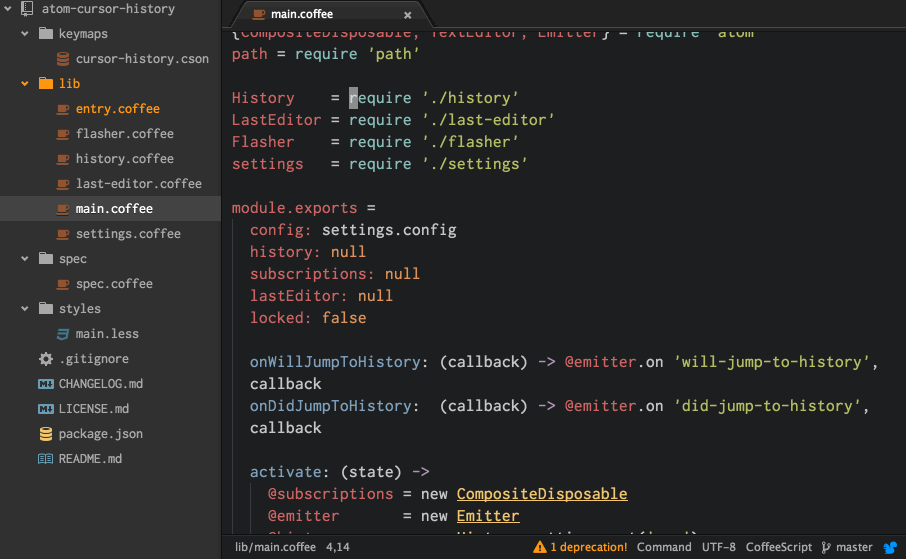 atom-cursor-history
keymaps
cursor-history.cson
lib
entry.coffee
flasher.coffee
history.coffee
last-editor.coffee
main.coffee
settings.coffee
spec
spec.coffee
styles
main.less
.gitignore
CHANGELOG.md
LICENSE.md
package.json
README.md
main.coffee ×
{CompositeDisposable, TextEditor, Emitter} = require 'atom'
path = require 'path'
History    = require './history'
LastEditor = require './last-editor'
Flasher    = require './flasher'
settings   = require './settings'
module.exports =
config: settings.config
history: null
subscriptions: null
lastEditor: null
locked: false
onWillJumpToHistory: (callback) -> @emitter.on 'will-jump-to-history',
callback
onDidJumpToHistory:  (callback) -> @emitter.on 'did-jump-to-history',
callback
activate: (state) ->
@subscriptions = new CompositeDisposable
@emitter       = new Emitter
lib/main.coffee 4,14 1 deprecation! Command UTF-8 CoffeeScript master